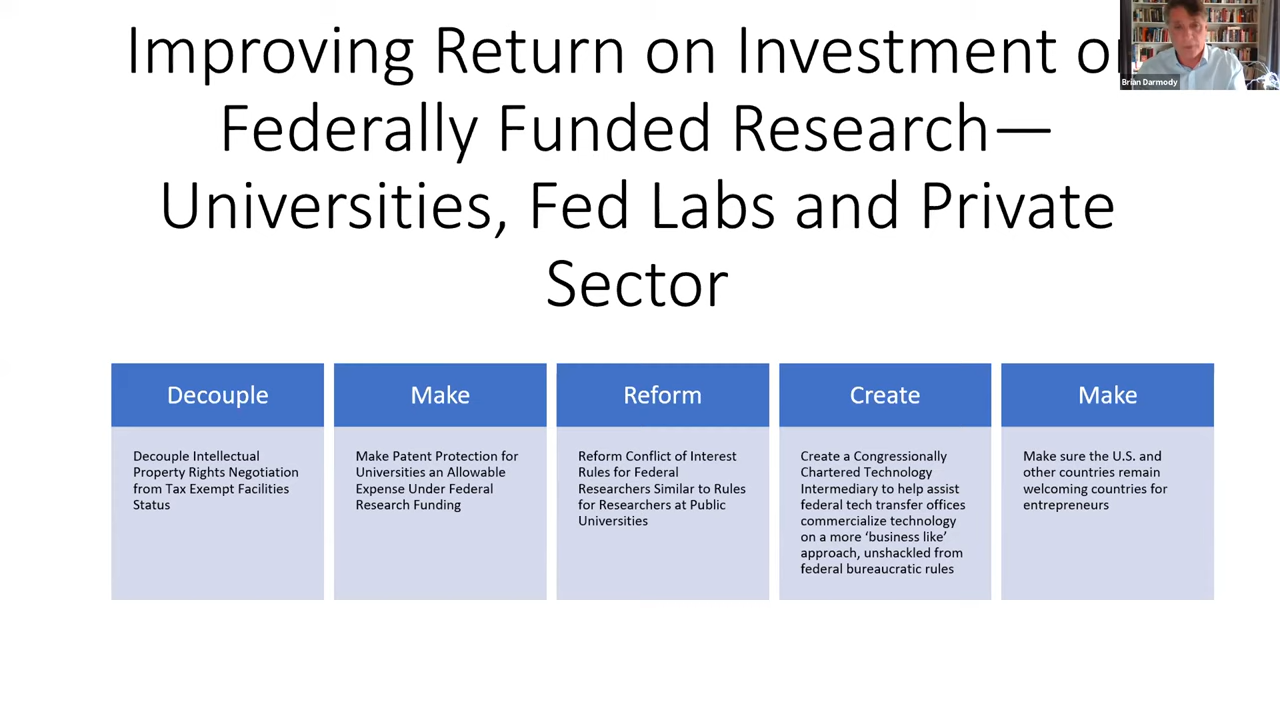 Improving Return on Investment on
Federally Funded Research—
Universities, Fed Labs and Private
Sector
Brian Darmody
Decouple
Decouple Intellectual
Property Rights Negotiation
from Tax Exempt Facilities
Status
Make
Make Patent Protection for
Universities an Allowable
Expense Under Federal
Research Funding
Reform
Reform Conflict of Interest
Rules for Federal
Researchers Similar to Rules
for Researchers at Public
Universities
Create
Create a Congressionally
Chartered Technology
Intermediary to help assist
federal tech transfer offices
commercialize technology
on a more ‘business like’
approach, unshackled from
federal bureaucratic rules
Make
Make sure the U.S. and
other countries remain
welcoming countries for
entrepreneurs